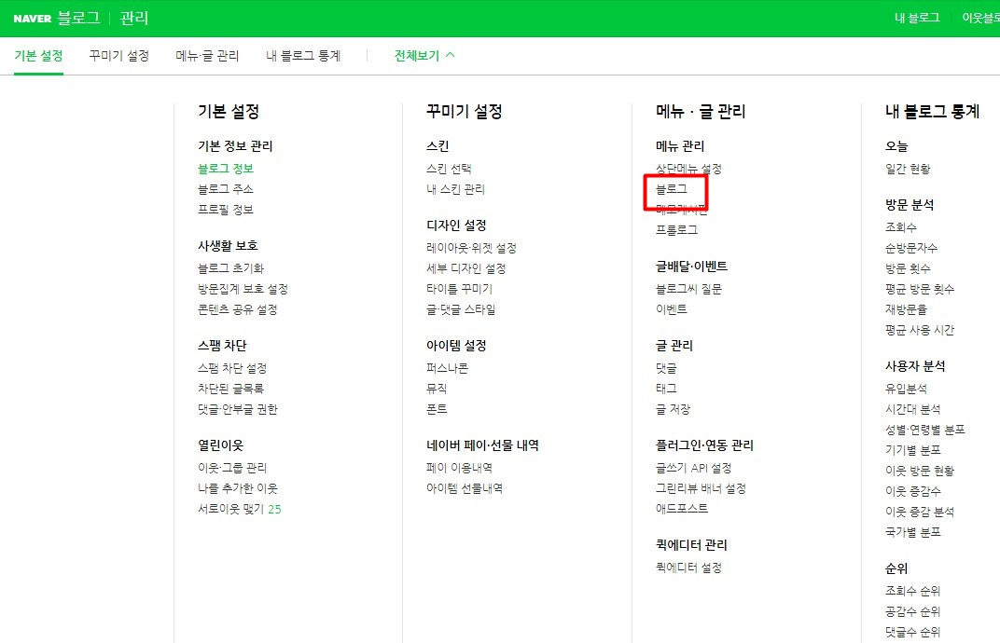 NAVER 블로그 관리 내 블로그 이웃블로
기본 설정 꾸미기 설정 메뉴·글 관리 내 블로그 통계 전체보기
기본 설정
기본 정보 관리
블로그 정보
블로그 주소
프로필 정보
사생활 보호
블로그 초기화
방문집계 보호 설정
콘텐츠 공유 설정
스팸 차단
스팸 차단 설정
차단된 글목록
댓글·안부글 권한
열린이웃
이웃·그룹 관리
나를 추가한 이웃
서로이웃 맺기 25
꾸미기 설정
스킨
스킨 선택
내 스킨 관리
디자인 설정
레이아웃·위젯 설정
세부 디자인 설정
타이틀 꾸미기
글·댓글 스타일
아이템 설정
퍼스나콘
뮤직
폰트
네이버 페이·선물 내역
페이 이용내역
아이템 선물내역
메뉴 · 글 관리
메뉴 관리
상단메뉴 설정
블로그
메모게시판
프롤로그
글배달·이벤트
블로그씨 질문
이벤트
글 관리
댓글
태그
글 저장
플러그인·연동 관리
글쓰기 API 설정
그린리뷰 배너 설정
애드포스트
퀵에디터 관리
퀵에디터 설정
내 블로그 통계
오늘
일간 현황
방문 분석
조회수
순방문자수
방문 횟수
평균 방문 횟수
재방문율
평균 사용 시간
사용자 분석
유입분석
시간대 분석
성별·연령별 분포
기기별 분포
이웃 방문 현황
이웃 증감수
이웃 증감 분석
국가별 분포
순위
조회수 순위
공감수 순위
댓글수 순위